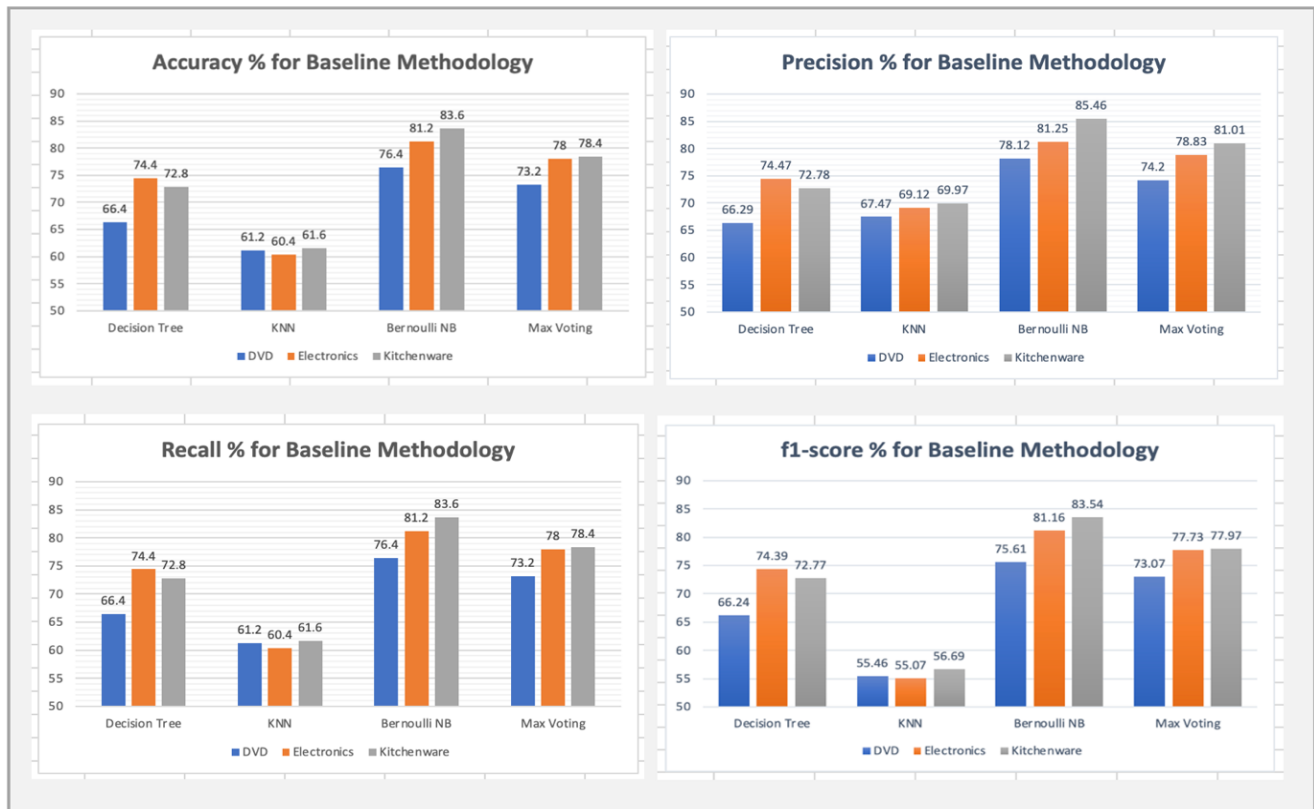 Accuracy % for Baseline Methodology
90
85
80
75
70
65
60
55
50
66.4
74.4
72.8
61.2
60.4
61.6
76.4
81.2
83.6
73.2
78
78.4
Decision Tree
KNN
Bernoulli NB
Max Voting
DVD
Electronics
Kitchenware
Precision % for Baseline Methodology
90
85
80
75
70
65
60
55
50
66.29
74.47
72.78
67.47
69.12
69.97
78.12
81.25
85.46
74.2
78.83
81.01
Decision Tree
KNN
Bernoulli NB
Max Voting
DVD
Electronics
Kitchenware
Recall % for Baseline Methodology
90
85
80
75
70
65
60
55
50
66.4
74.4
72.8
61.2
60.4
61.6
76.4
81.2
83.6
73.2
78
78.4
Decision Tree
KNN
Bernoulli NB
Max Voting
DVD
Electronics
Kitchenware
f1-score % for Baseline Methodology
90
85
80
75
70
65
60
55
50
66.24
74.39
72.77
55.46
55.07
56.69
75.61
81.16
83.54
73.07
77.73
77.97
Decision Tree
KNN
Bernoulli NB
Max Voting
DVD
Electronics
Kitchenware